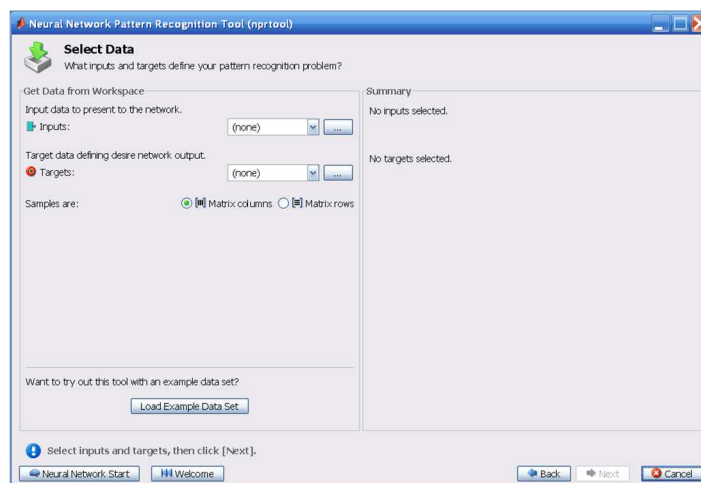 Neural Network Pattern Recognition Tool (nprtool)
Select Data
What inputs and targets define your pattern recognition problem?
Get Data from Workspace
Input data to present to the network.
Inputs: (none) ...
Target data defining desire network output.
Targets: (none) ...
Samples are: Matrix columns Matrix rows
Want to try out this tool with an example data set?
Load Example Data Set
Summary
No inputs selected.
No targets selected.
Select inputs and targets, then click [Next].
Neural Network Start Welcome Back Next Cancel